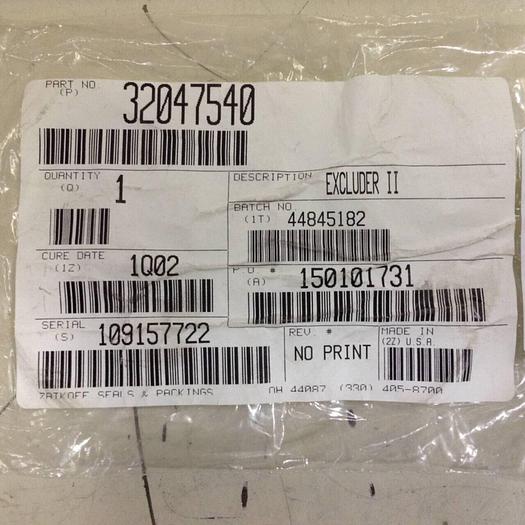 PART NO.
(P)
32047540
QUANTITY
(Q)
1
DESCRIPTION EXCLUDER II
BATCH NO.
(1T) 44845182
CURE DATE
(1Z)
1Q02
P O #
(A)
150101731
SERIAL
(S)
109157722
REV. #
NO PRINT
MADE IN
(2Z) U.S.A.
ZATKOFF SEALS & PACKINGS
OH 44087 (330) 405-8700